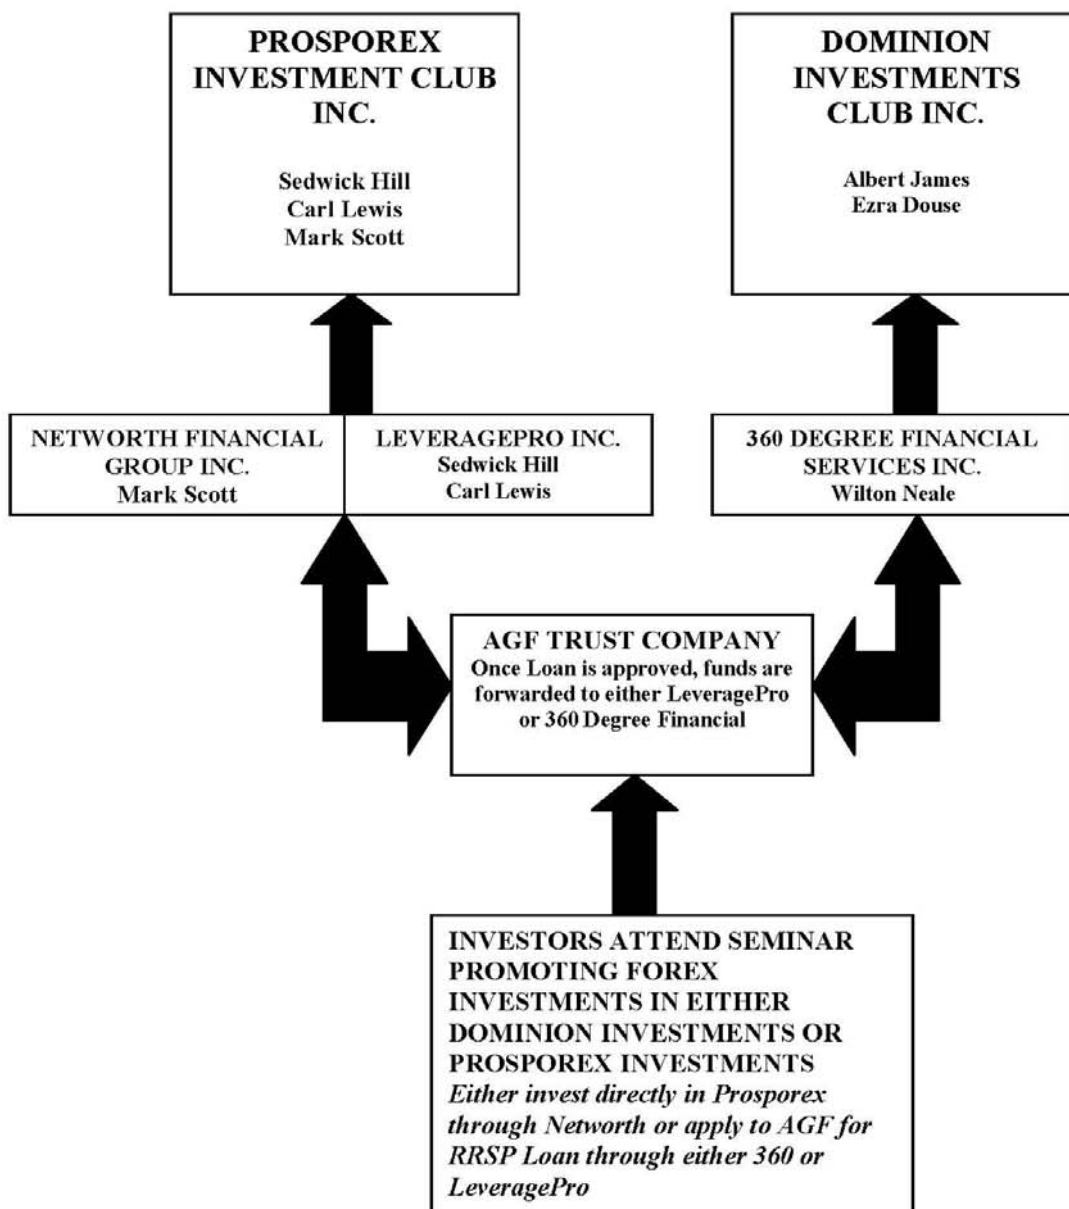 PROSPOREX
INVESTMENT CLUB
INC.
Sedwick Hill
Carl Lewis
Mark Scott
DOMINION
INVESTMENTS
CLUB INC.
Albert James
Ezra Douse
NETWORTH FINANCIAL
GROUP INC.
Mark Scott
LEVERAGEPRO INC.
Sedwick Hill
Carl Lewis
360 DEGREE FINANCIAL
SERVICES INC.
Wilton Neale
AGF TRUST COMPANY
Once Loan is approved, funds are
forwarded to either LeveragePro
or 360 Degree Financial
INVESTORS ATTEND SEMINAR
PROMOTING FOREX
INVESTMENTS IN EITHER
DOMINION INVESTMENTS OR
PROSPOREX INVESTMENTS
Either invest directly in Prosporex
through Networth or apply to AGF for
RRSP Loan through either 360 or
LeveragePro